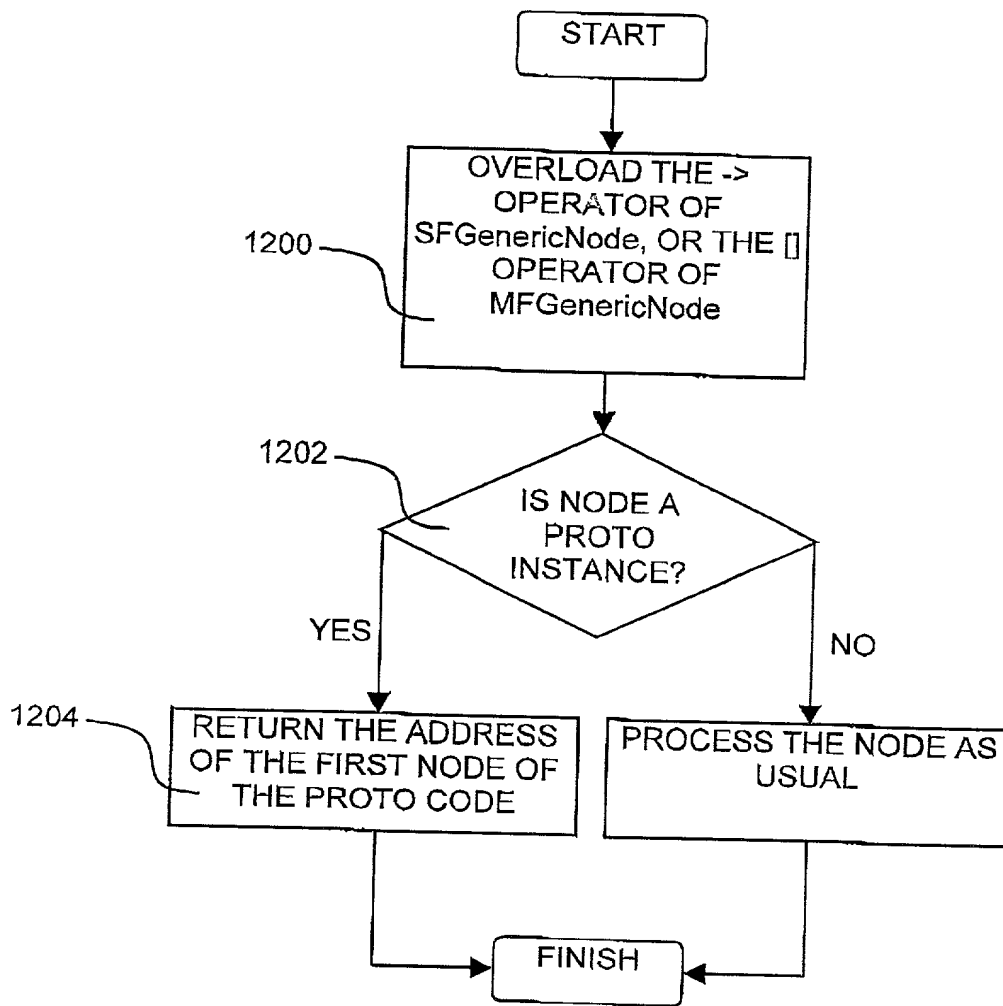 START
OVERLOAD THE ->
OPERATOR OF
SFGenericNode, OR THE []
OPERATOR OF
MFGenericNode
1200
1202
IS NODE A
PROTO
INSTANCE?
YES
NO
1204
RETURN THE ADDRESS
OF THE FIRST NODE OF
THE PROTO CODE
PROCESS THE NODE AS
USUAL
FINISH